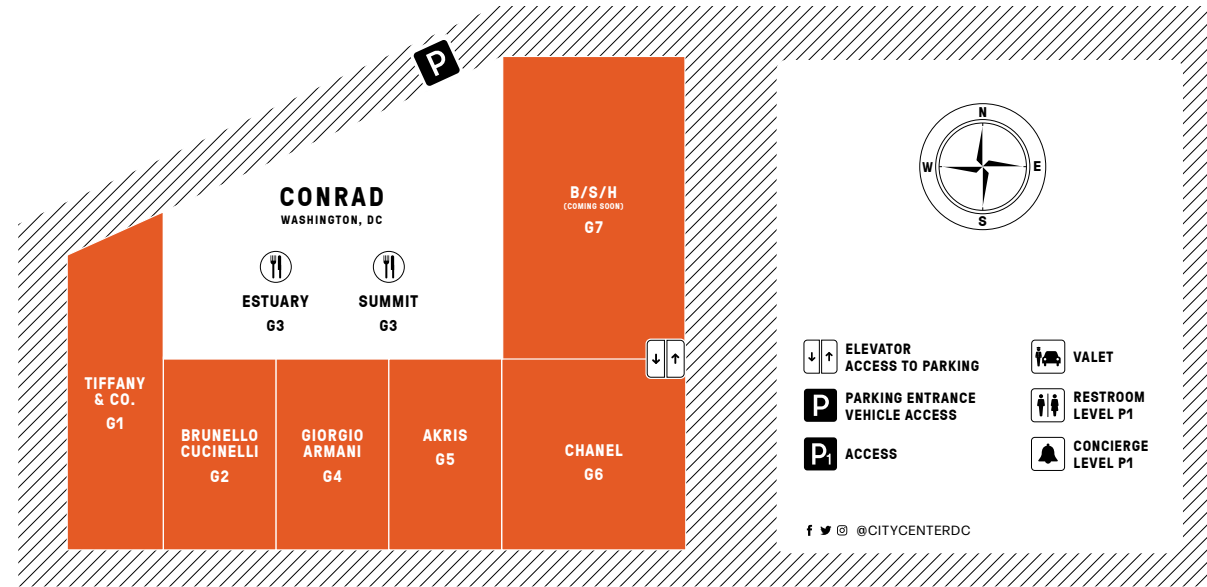 P
CONRAD
WASHINGTON, DC
ESTUARY
G3
SUMMIT
G3
B/S/H
(COMING SOON)
G7
TIFFANY
& CO.
G1
BRUNELLO
CUCINELLI
G2
GIORGIO
ARMANI
G4
AKRIS
G5
CHANEL
G6
N
W
E
S
ELEVATOR
ACCESS TO PARKING
P
PARKING ENTRANCE
VEHICLE ACCESS
P1
ACCESS
VALET
RESTROOM
LEVEL P1
CONCIERGE
LEVEL P1
@CITYCENTERDC